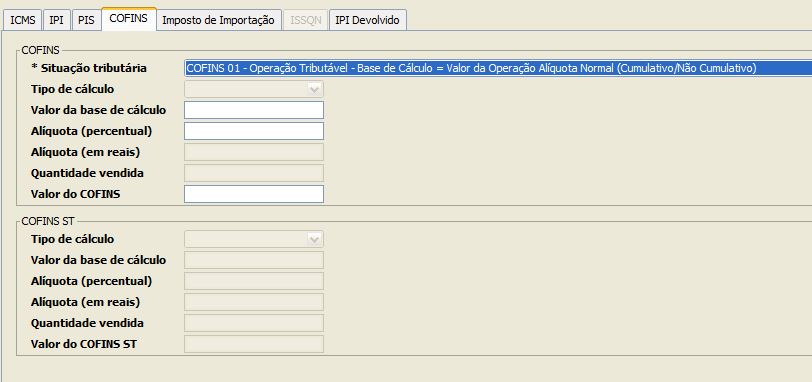 ICMS IPI PIS COFINS Imposto de Importação ISSQN IPI Devolvido
COFINS
* Situação tributária COFINS 01 - Operação Tributável - Base de Cálculo = Valor da Operação Alíquota Normal (Cumulativo/Não Cumulativo)
Tipo de cálculo
Valor da base de cálculo
Alíquota (percentual)
Alíquota (em reais)
Quantidade vendida
Valor do COFINS
COFINS ST
Tipo de cálculo
Valor da base de cálculo
Alíquota (percentual)
Alíquota (em reais)
Quantidade vendida
Valor do COFINS ST